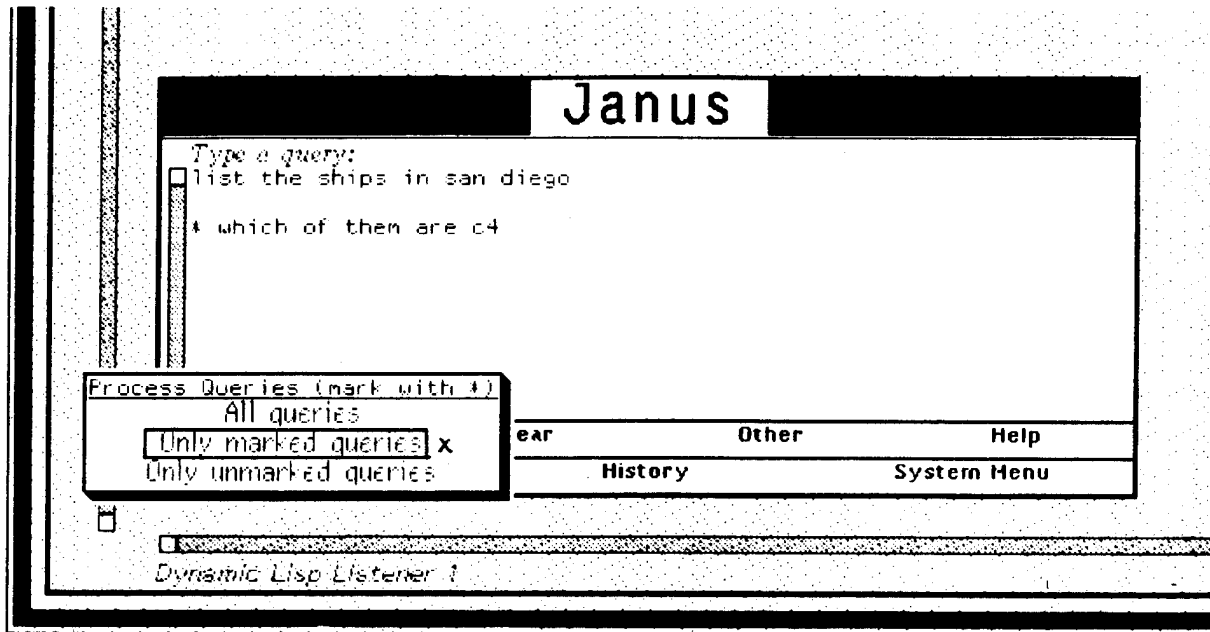 Janus
Type a query:
list the ships in san diego
* which of them are c4
Process Queries (mark with *)
All queries
Only marked queries x
Only unmarked queries
ear Other Help
History System Menu
Dynamic Lisp Listener 1